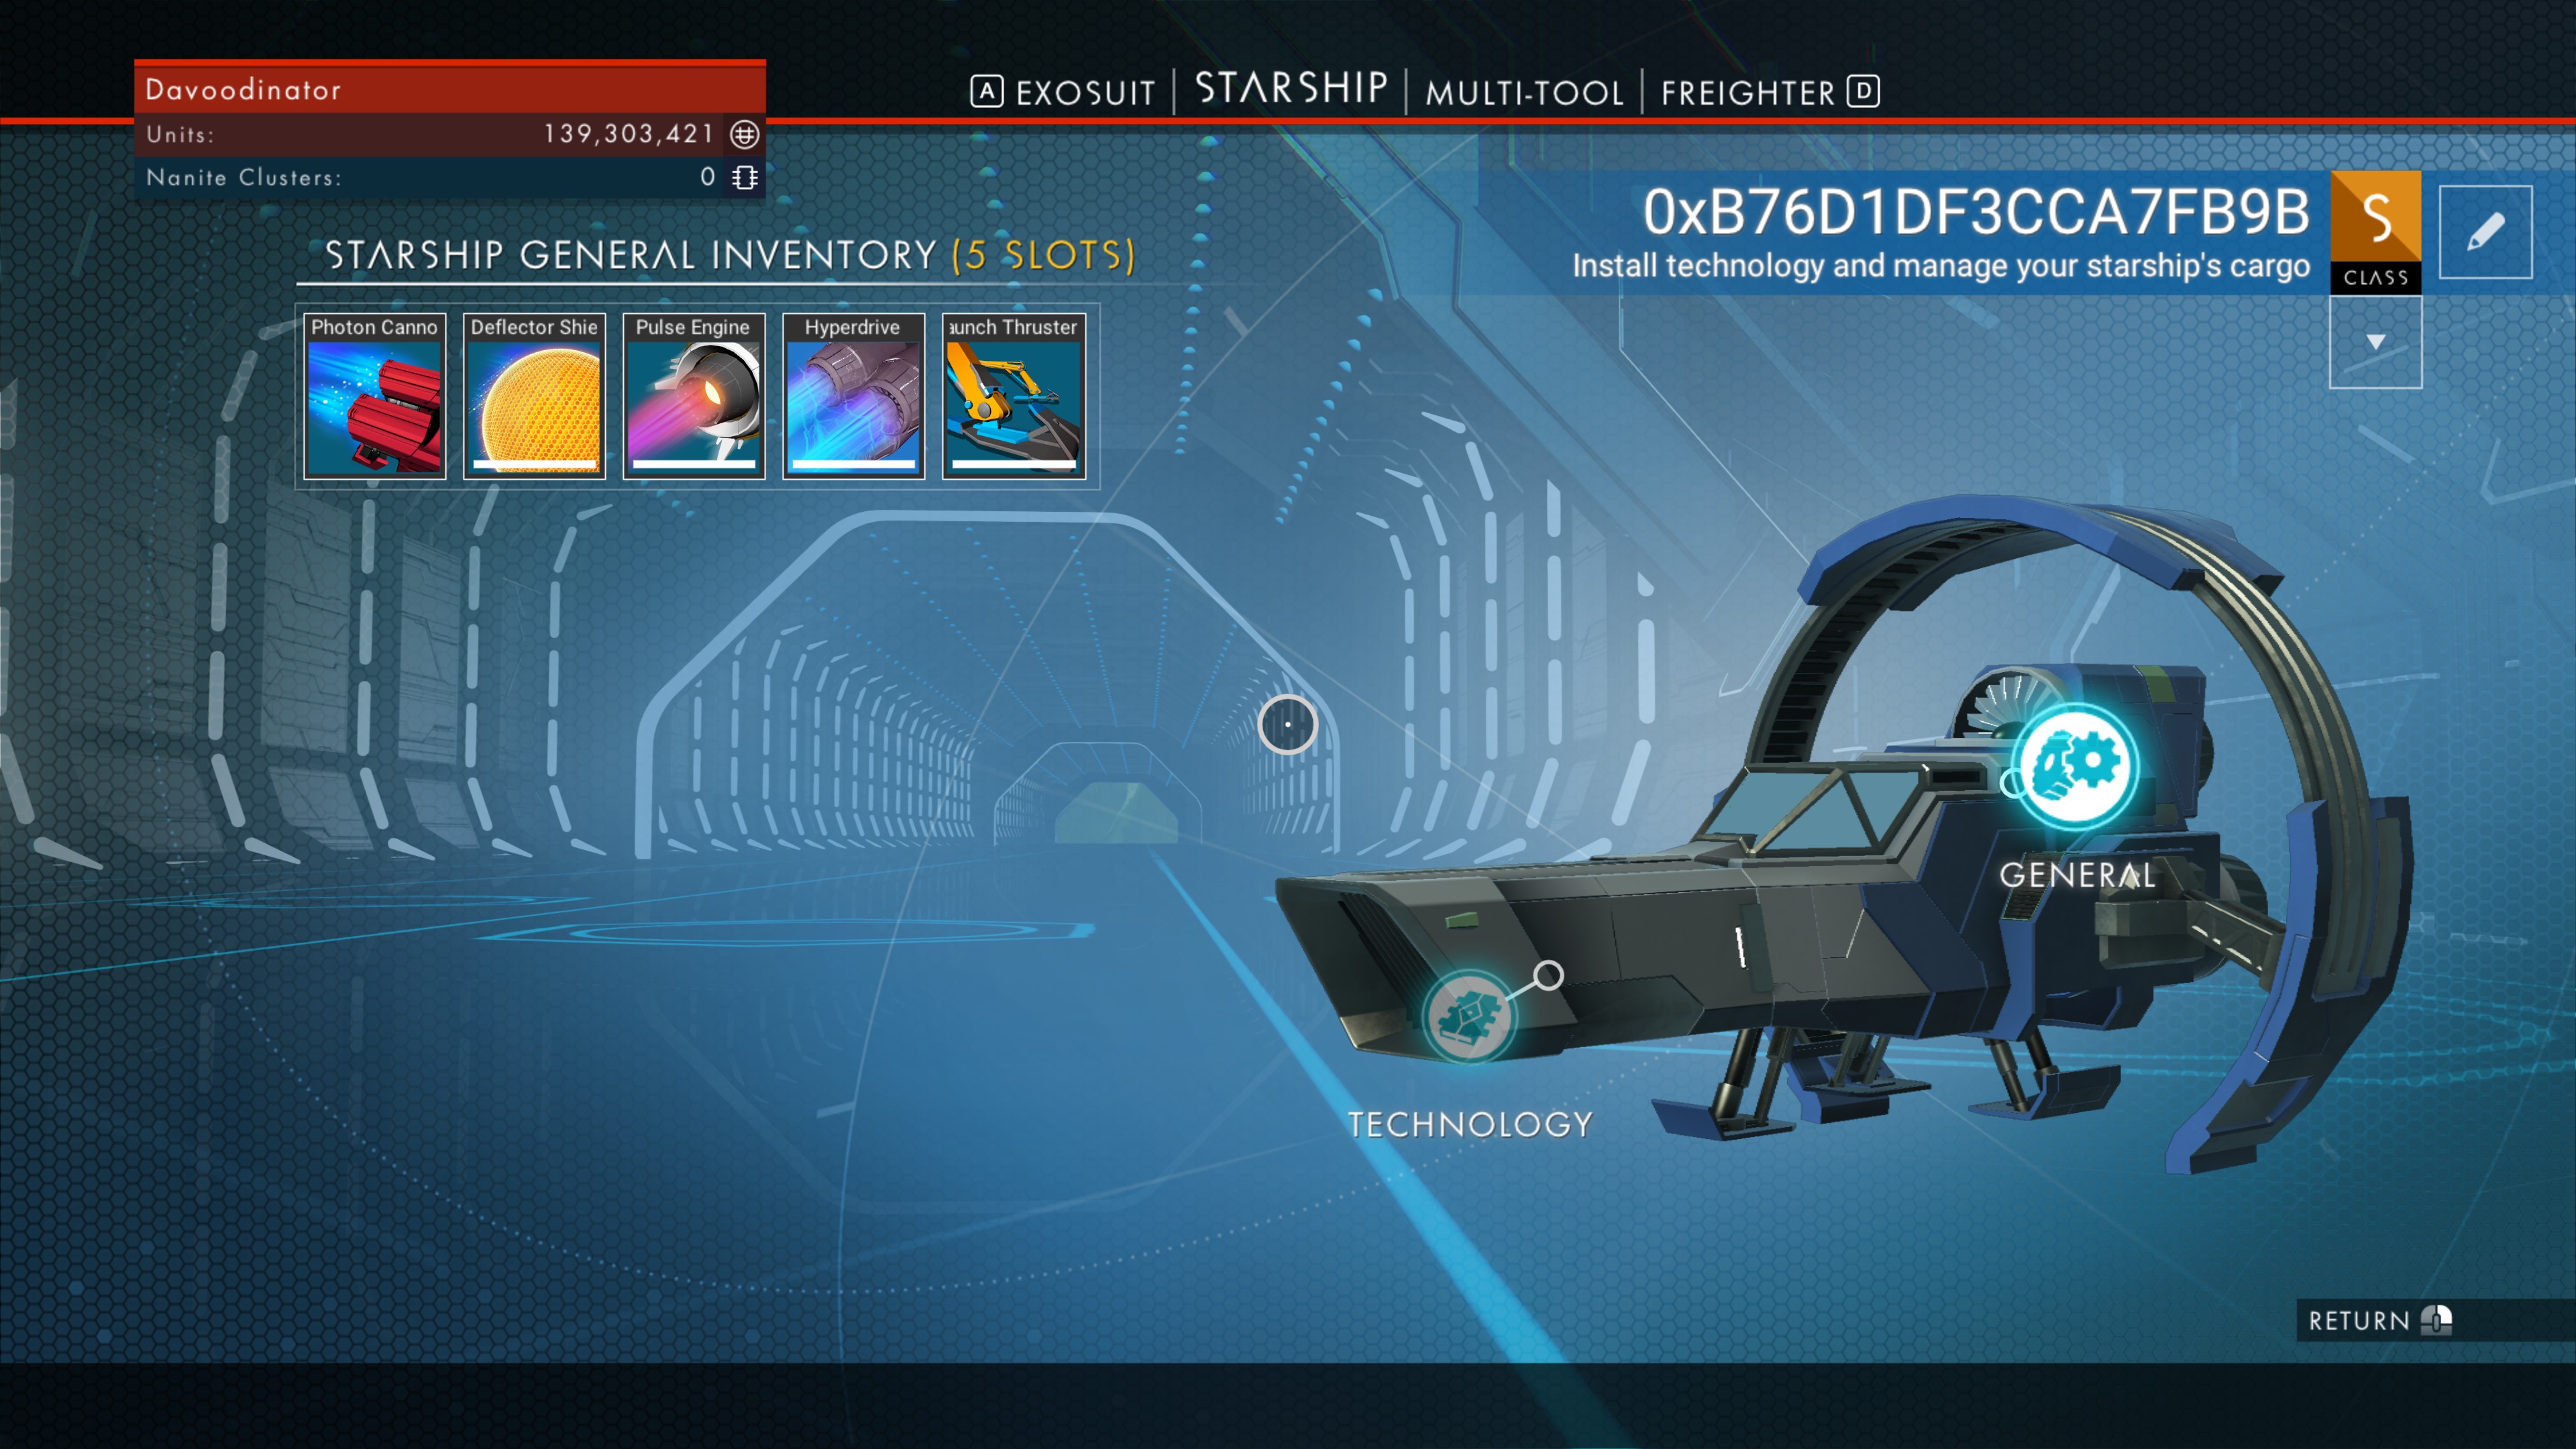 Davoodinator
Units: 139,303,421
Nanite Clusters: 0
A EXOSUIT STARSHIP MULTI-TOOL FREIGHTER D
0xB76D1DF3CCA7FB9B
Install technology and manage your starship's cargo
S
CLASS
STARSHIP GENERAL INVENTORY (5 SLOTS)
Photon Canno Deflector Shie Pulse Engine Hyperdrive aunch Thruster
GENERAL
TECHNOLOGY
RETURN